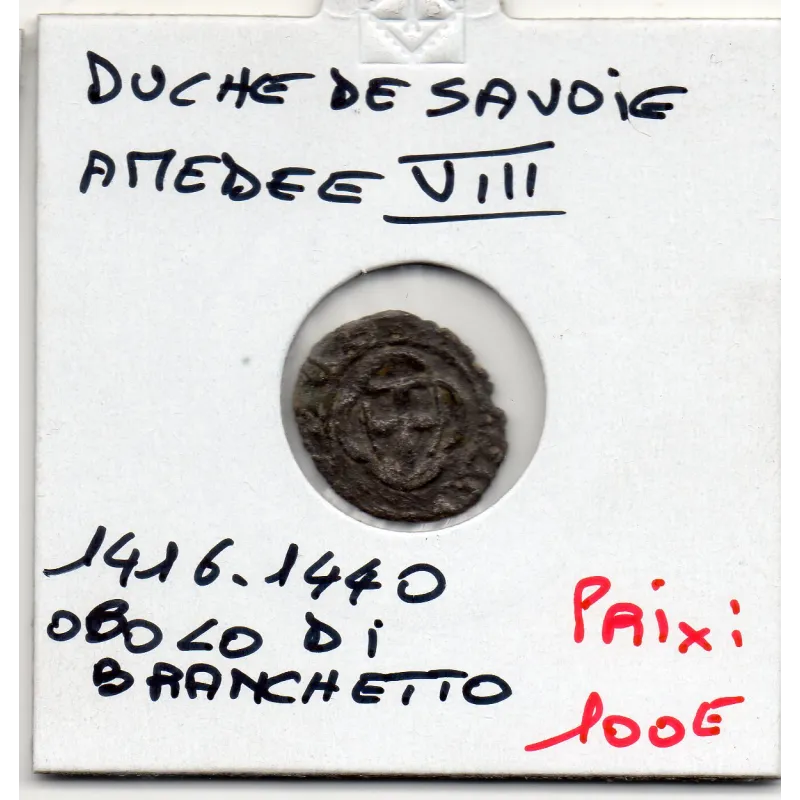 DUCHE DE SAVOIE
AMEDEE VIII
1416-1440
OBOLO Di
BRANCHETTO
PRix:
100E